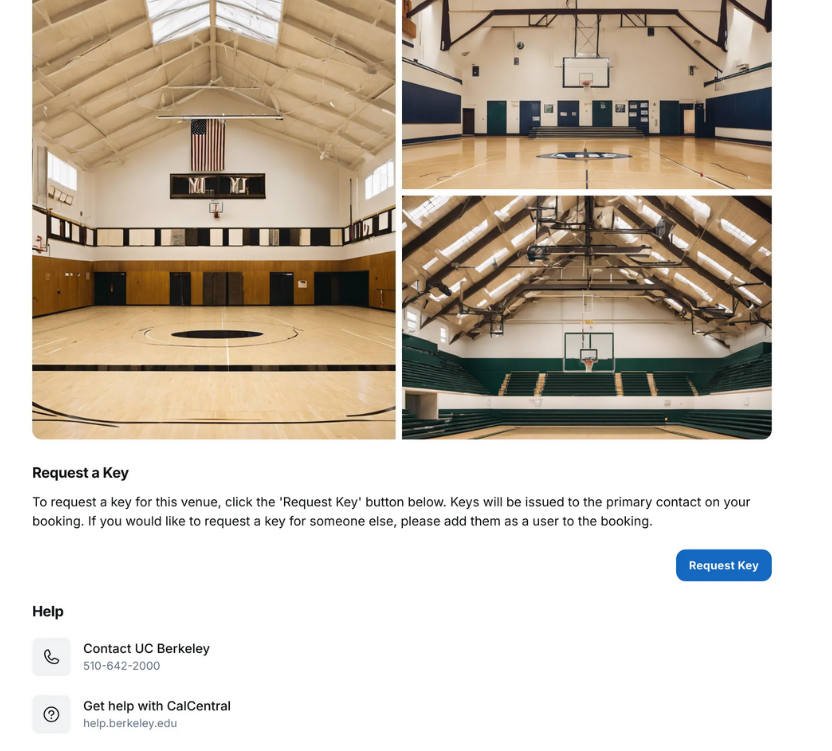 Request a Key
To request a key for this venue, click the 'Request Key' button below. Keys will be issued to the primary contact on your
booking. If you would like to request a key for someone else, please add them as a user to the booking.
Request Key
Help
Contact UC Berkeley
510-642-2000
Get help with CalCentral
help.berkeley.edu